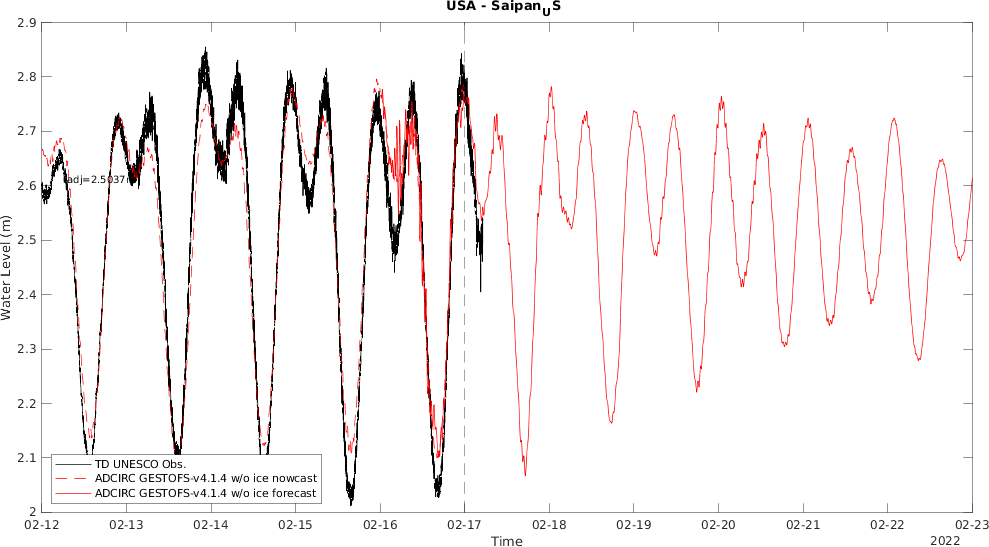 USA - Saipan_US
2.9
2.8
2.7
2.6
2.5
2.4
2.3
2.2
2.1
2
Water Level (m)
adj=2.5037
TD UNESCO Obs.
ADCIRC GESTOFS-v4.1.4 w/o ice nowcast
ADCIRC GESTOFS-v4.1.4 w/o ice forecast
02-12 02-13 02-14 02-15 02-16 02-17 02-18 02-19 02-20 02-21 02-22 02-23
Time
2022